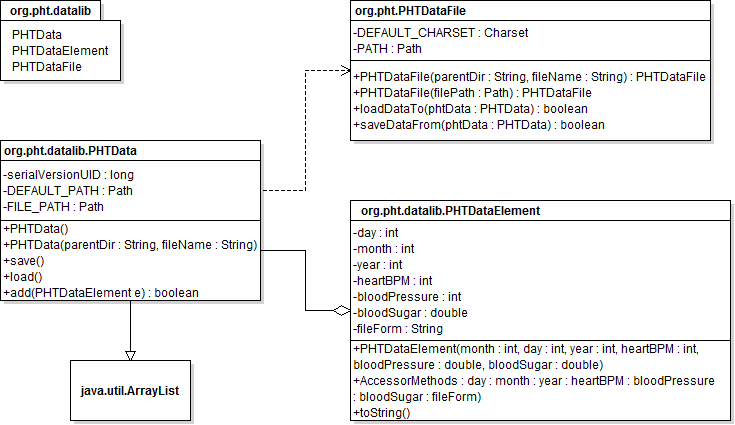 org.pht.datalib
PHTData
PHTDataElement
PHTDataFile
org.pht.PHTDataFile
-DEFAULT_CHARSET : Charset
-PATH : Path
+PHTDataFile(parentDir : String, fileName : String) : PHTDataFile
+PHTDataFile(filePath : Path) : PHTDataFile
+loadDataTo(phtData : PHTData) : boolean
+saveDataFrom(phtData : PHTData) : boolean
org.pht.datalib.PHTData
-serialVersionUID : long
-DEFAULT_PATH : Path
-FILE_PATH : Path
+PHTData()
+PHTData(parentDir : String, fileName : String)
+save()
+load()
+add(PHTDataElement e) : boolean
org.pht.datalib.PHTDataElement
-day : int
-month : int
-year : int
-heartBPM : int
-bloodPressure : int
-bloodSugar : double
-fileForm : String
+PHTDataElement(month : int, day : int, year : int, heartBPM : int,
bloodPressure : double, bloodSugar : double)
+AccessorMethods : day : month : year : heartBPM : bloodPressure
: bloodSugar : fileForm)
+toString()
java.util.ArrayList